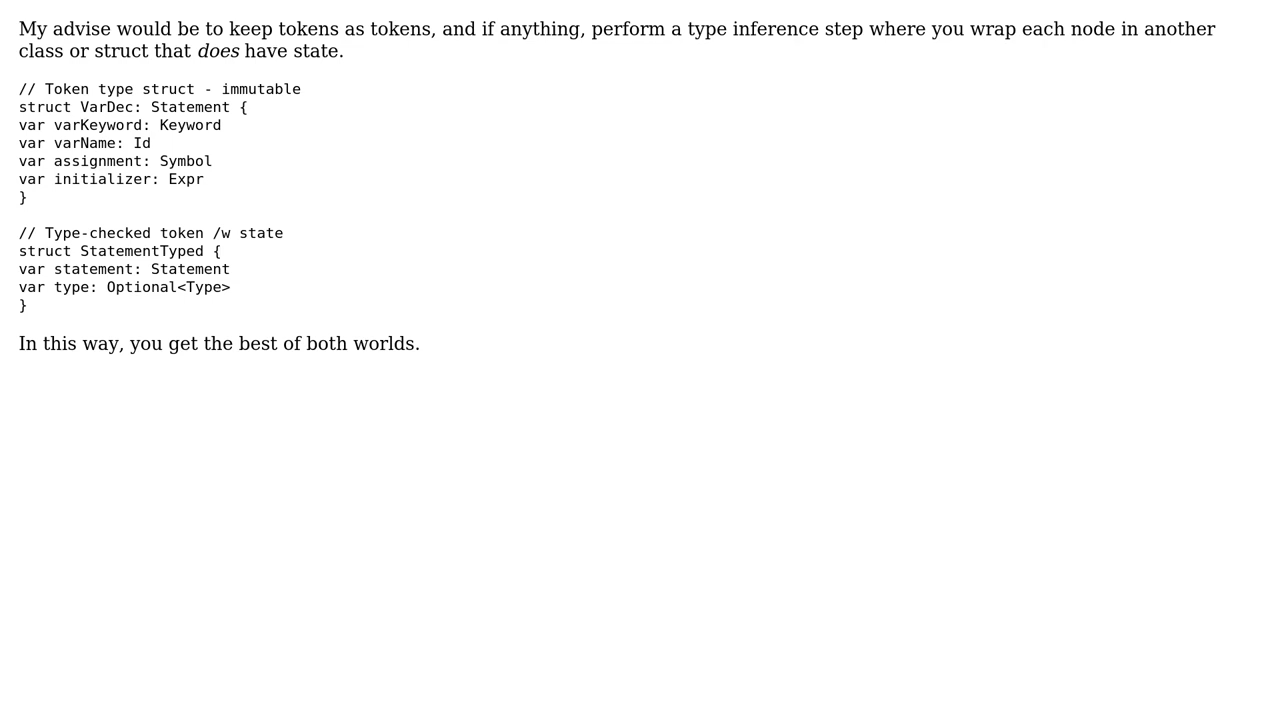 My advise would be to keep tokens as tokens, and if anything, perform a type inference step where you wrap each node in another
class or struct that does have state.
// Token type struct - immutable
struct VarDec: Statement {
var varKeyword: Keyword
var varName: Id
var assignment: Symbol
var initializer: Expr
}
// Type-checked token /w state
struct StatementTyped {
var statement: Statement
var type: Optional<Type>
}
In this way, you get the best of both worlds.